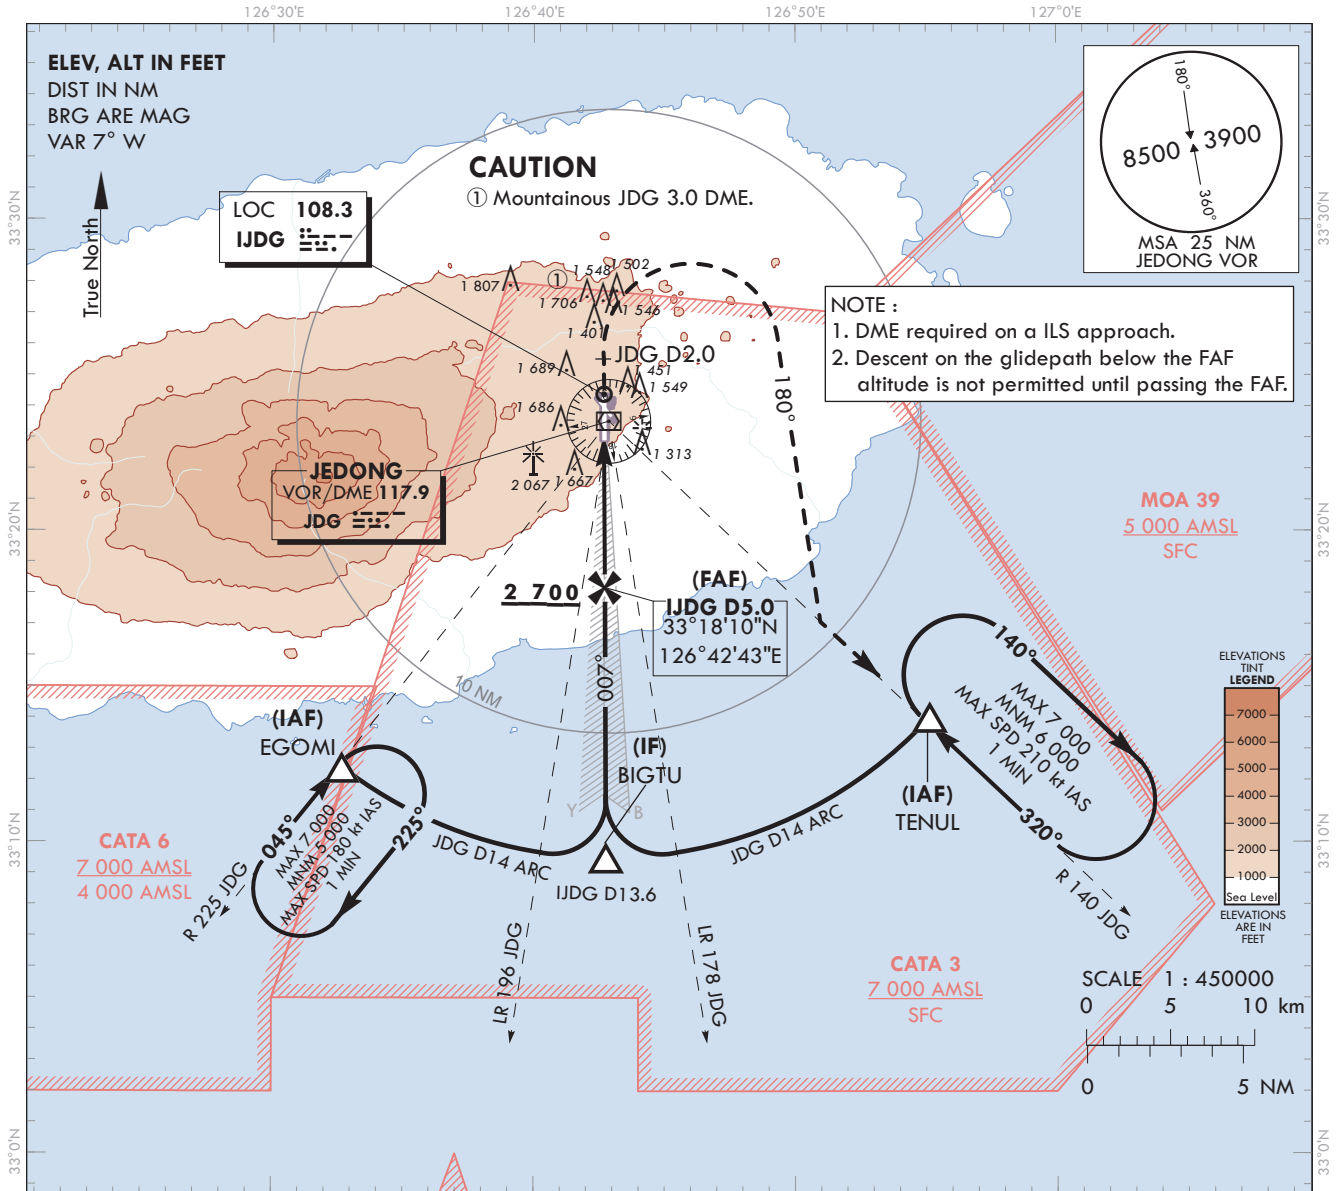 126°30'E
126°40'E
126°50'E
127°0'E
ELEV, ALT IN FEET
DIST IN NM
BRG ARE MAG
VAR 7° W
True North
CAUTION
① Mountainous JDG 3.0 DME.
LOC 108.3
IJDG
180°
8500
3900
360°
MSA 25 NM
JEDONG VOR
33°30'N
33°30'N
NOTE :
1. DME required on a ILS approach.
2. Descent on the glidepath below the FAF
altitude is not permitted until passing the FAF.
1 807
①
1 548
1 502
1 706
1 546
1 401
JDG D2.0
1 689
451
1 549
1 686
1 313
2 067
1 667
180°
JEDONG
VOR/DME 117.9
JDG
33°20'N
33°20'N
MOA 39
5 000 AMSL
SFC
2 700
(FAF)
IJDG D5.0
33°18'10"N
126°42'43"E
007°
10 NM
(IAF)
EGOMI
045°
MAX 7 000
MNM 5 000
MAX SPD 180 kt IAS
1 MIN
225°
R 225 JDG
(IF)
BIGTU
Y
B
JDG D14 ARC
JDG D14 ARC
IJDG D13.6
LR 196 JDG
LR 178 JDG
(IAF)
TENUL
140°
MAX 7 000
MNM 6 000
MAX SPD 210 kt IAS
1 MIN
320°
R 140 JDG
CATA 6
7 000 AMSL
4 000 AMSL
CATA 3
7 000 AMSL
SFC
33°10'N
33°10'N
ELEVATIONS
TINT
LEGEND
7000
6000
5000
4000
3000
2000
1000
Sea Level
ELEVATIONS
ARE IN
FEET
SCALE 1 : 450000
0 5 10 km
0 5 NM
33°0'N
33°0'N